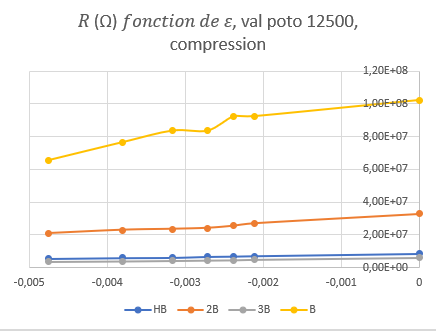 R (Ω) fonction de ε, val poto 12500,
compression
1,20E+08
1,00E+08
8,00E+07
6,00E+07
4,00E+07
2,00E+07
0,00E+00
-0,005 -0,004 -0,003 -0,002 -0,001 0
HB 2B 3B B